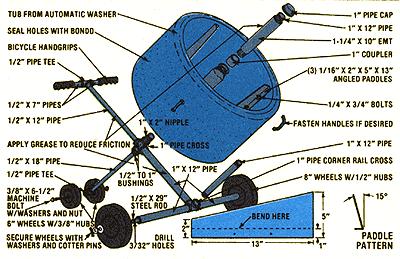 TUB FROM AUTOMATIC WASHER
SEAL HOLES WITH BONDO
BICYCLE HANDGRIPS
1/2" PIPE TEE
1/2" X 7" PIPES
1/2" X 12" PIPE
APPLY GREASE TO REDUCE FRICTION
1/2" X 18" PIPE
1/2" PIPE TEE
3/8" X 6-1/2"
MACHINE
BOLT
W/WASHERS AND NUT
6" WHEELS W/3/8" HUBS
SECURE WHEELS WITH
WASHERS AND COTTER PINS
1" X 2" NIPPLE
1" PIPE CROSS
1/2" TO 1"
BUSHINGS
1" X 12" PIPE
1/2" X 29"
STEEL ROD
DRILL
3/32" HOLES
1" PIPE CAP
1" X 12" PIPE
1-1/4" X 10" EMT
1" COUPLER
(3) 1/16" X 2" X 5" X 13"
ANGLED PADDLES
1/4" X 3/4" BOLTS
FASTEN HANDLES IF DESIRED
1" X 12" PIPE
1" PIPE CORNER RAIL CROSS
8" WHEELS W/1/2" HUBS
BEND HERE
2"
13"
5"
1"
15°
PADDLE
PATTERN